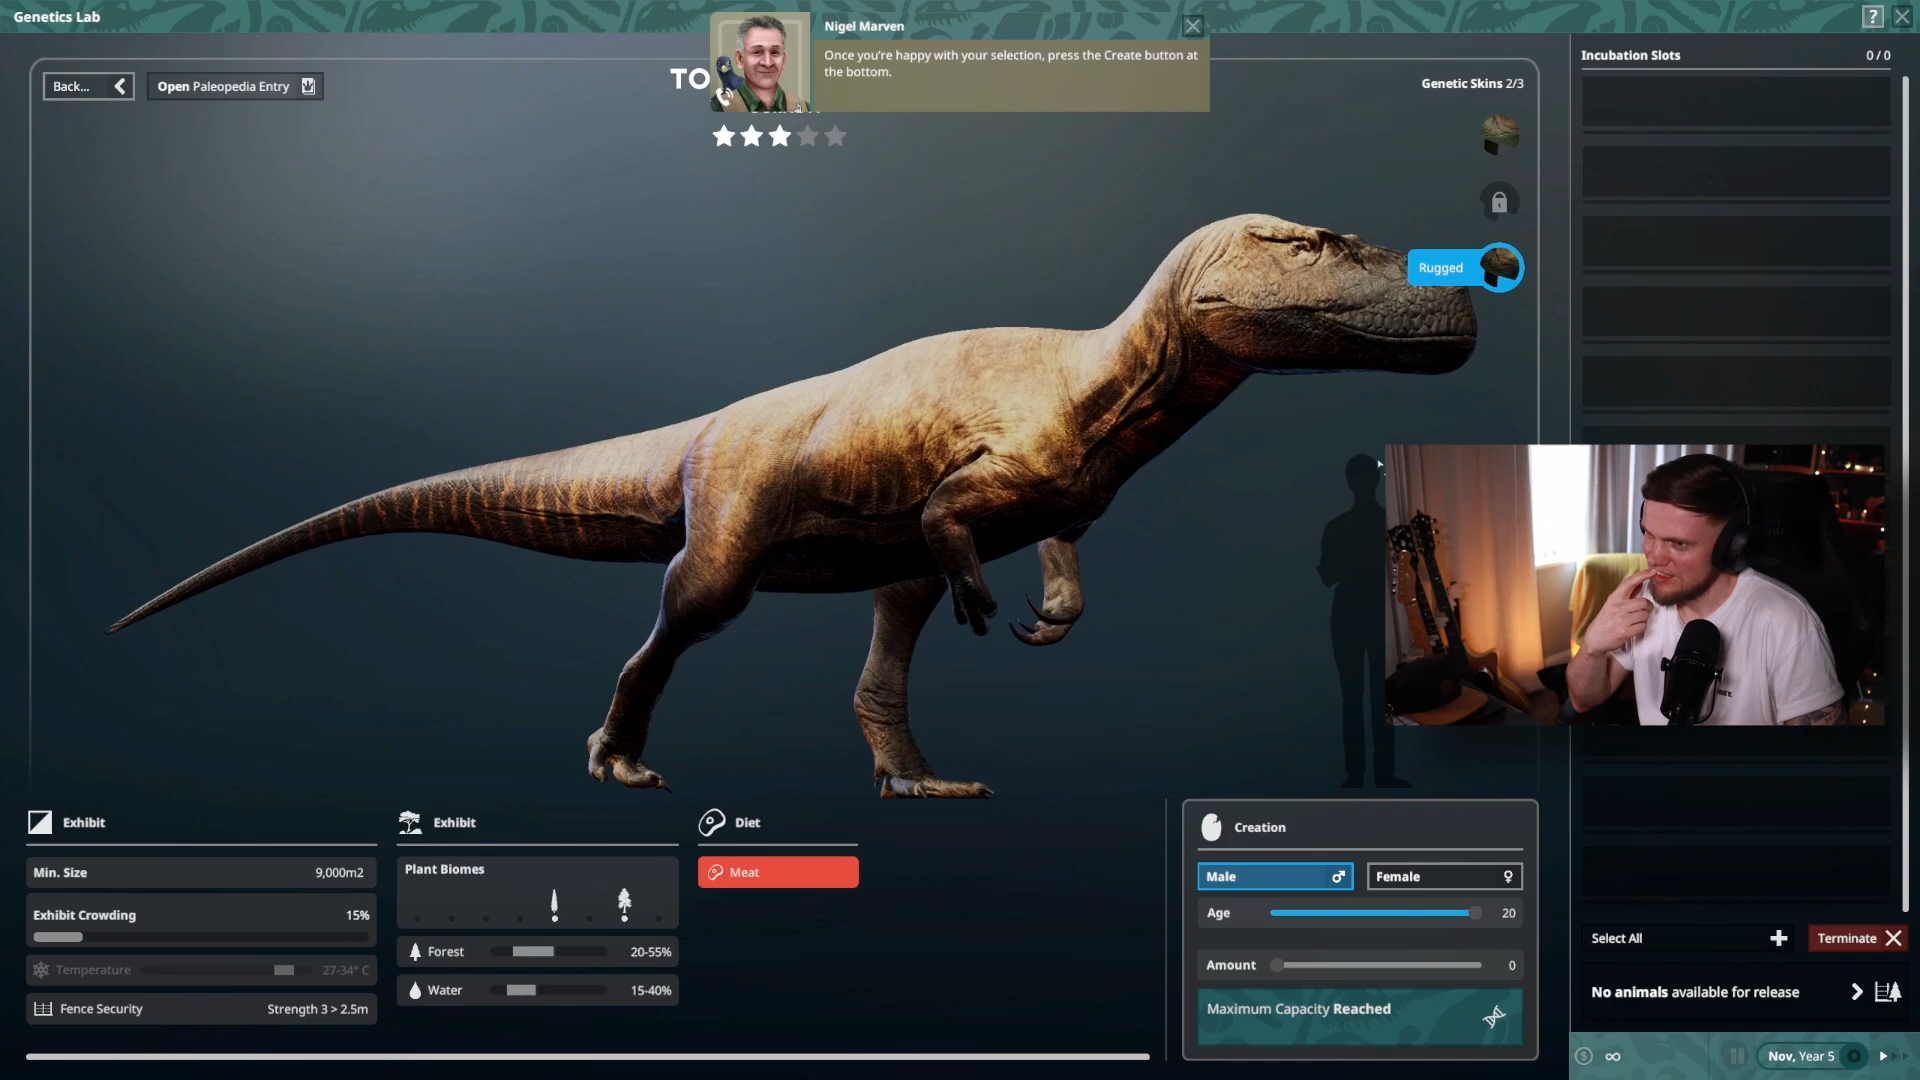 Genetics Lab
?
Nigel Marven
Once you're happy with your selection, press the Create button at
the bottom.
Incubation Slots
0 / 0
Back...
Open Paleopedia Entry
TO
Genetic Skins 2/3
Rugged
Exhibit
Min. Size
9,000m2
Exhibit Crowding
15%
Temperature
27-34° C
Fence Security
Strength 3 > 2.5m
Exhibit
Plant Biomes
Forest
20-55%
Water
15-40%
Diet
Meat
Creation
Male
Female
Age
20
Amount
0
Maximum Capacity Reached
Select All
Terminate
No animals available for release
Nov, Year 5